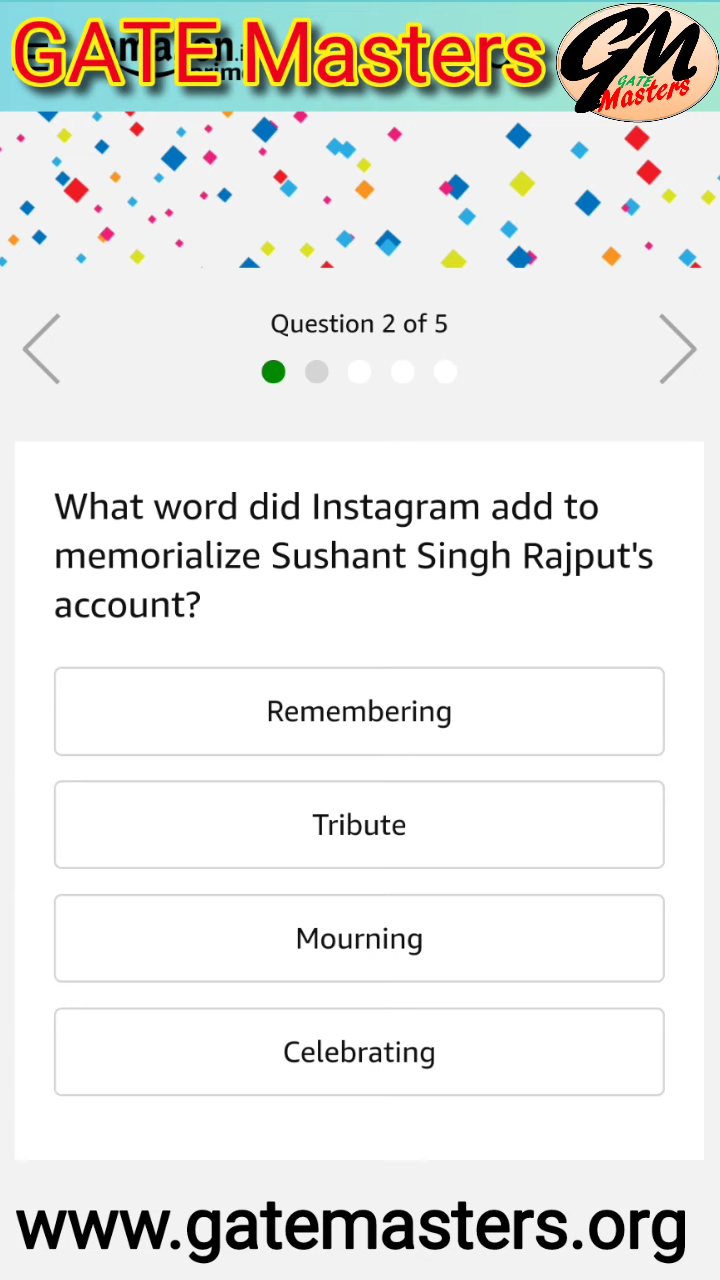 GATE Masters
GM
GATE
Masters
Question 2 of 5
What word did Instagram add to
memorialize Sushant Singh Rajput's
account?
Remembering
Tribute
Mourning
Celebrating
www.gatemasters.org